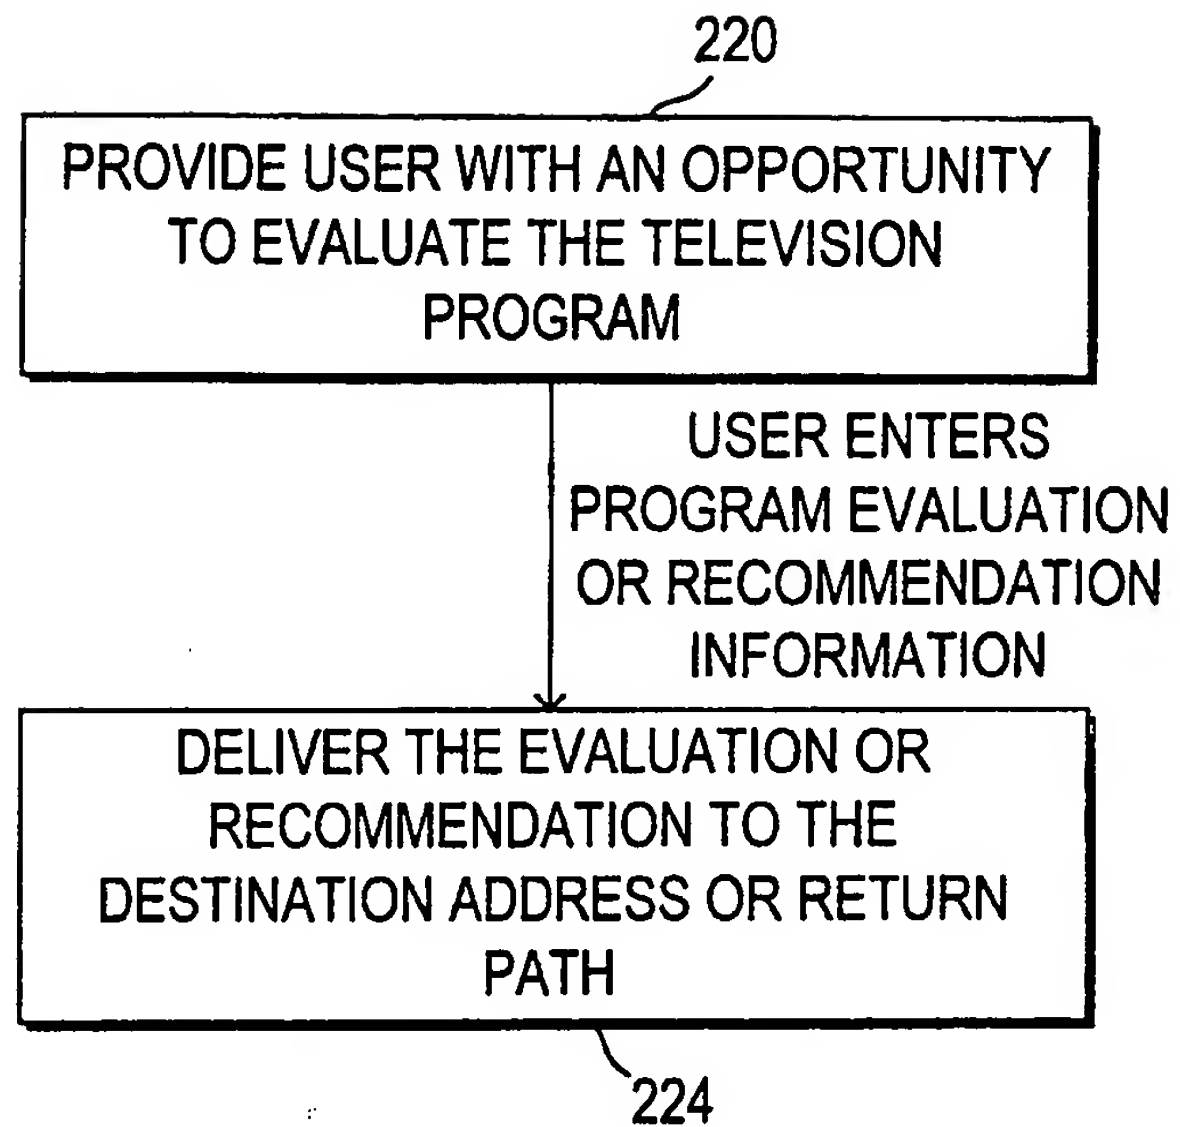 220
PROVIDE USER WITH AN OPPORTUNITY
TO EVALUATE THE TELEVISION
PROGRAM
USER ENTERS
PROGRAM EVALUATION
OR RECOMMENDATION
INFORMATION
DELIVER THE EVALUATION OR
RECOMMENDATION TO THE
DESTINATION ADDRESS OR RETURN
PATH
224